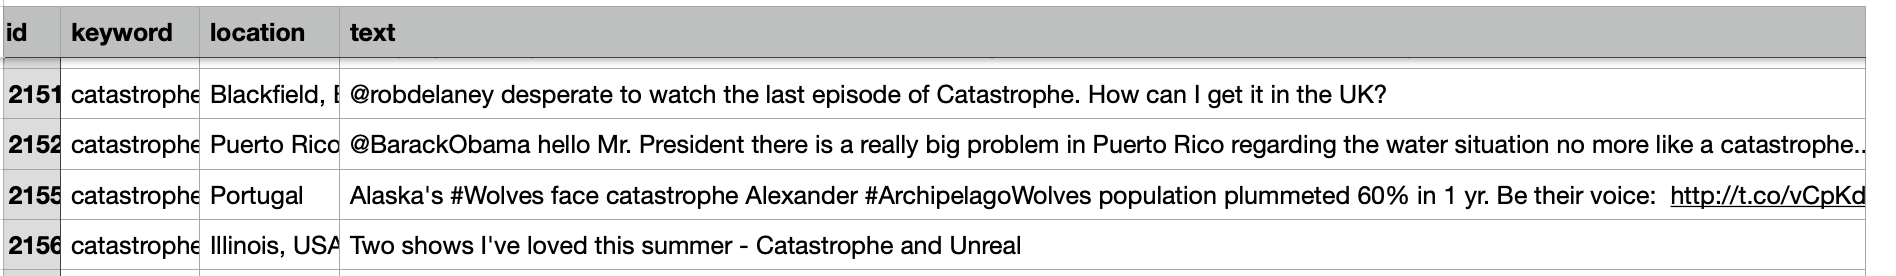 id keyword location text
2151 catastrophe Blackfield, @robdelaney desperate to watch the last episode of Catastrophe. How can I get it in the UK?
2152 catastrophe Puerto Rico @BarackObama hello Mr. President there is a really big problem in Puerto Rico regarding the water situation no more like a catastrophe..
2155 catastrophe Portugal Alaska's #Wolves face catastrophe Alexander #ArchipelagoWolves population plummeted 60% in 1 yr. Be their voice: http://t.co/vCpKd
2156 catastrophe Illinois, USA Two shows I've loved this summer - Catastrophe and Unreal